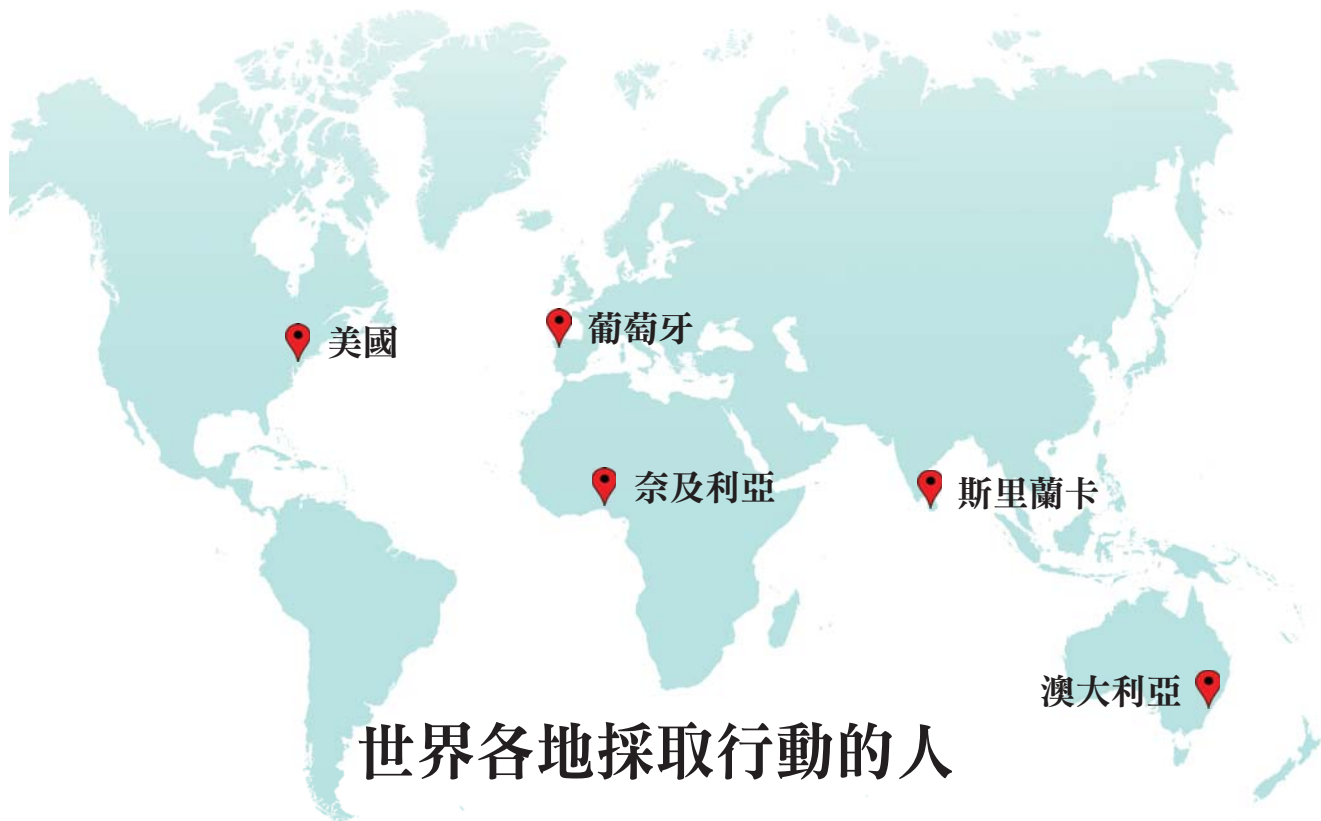 美國
葡萄牙
奈及利亞
斯里蘭卡
澳大利亞
世界各地採取行動的人